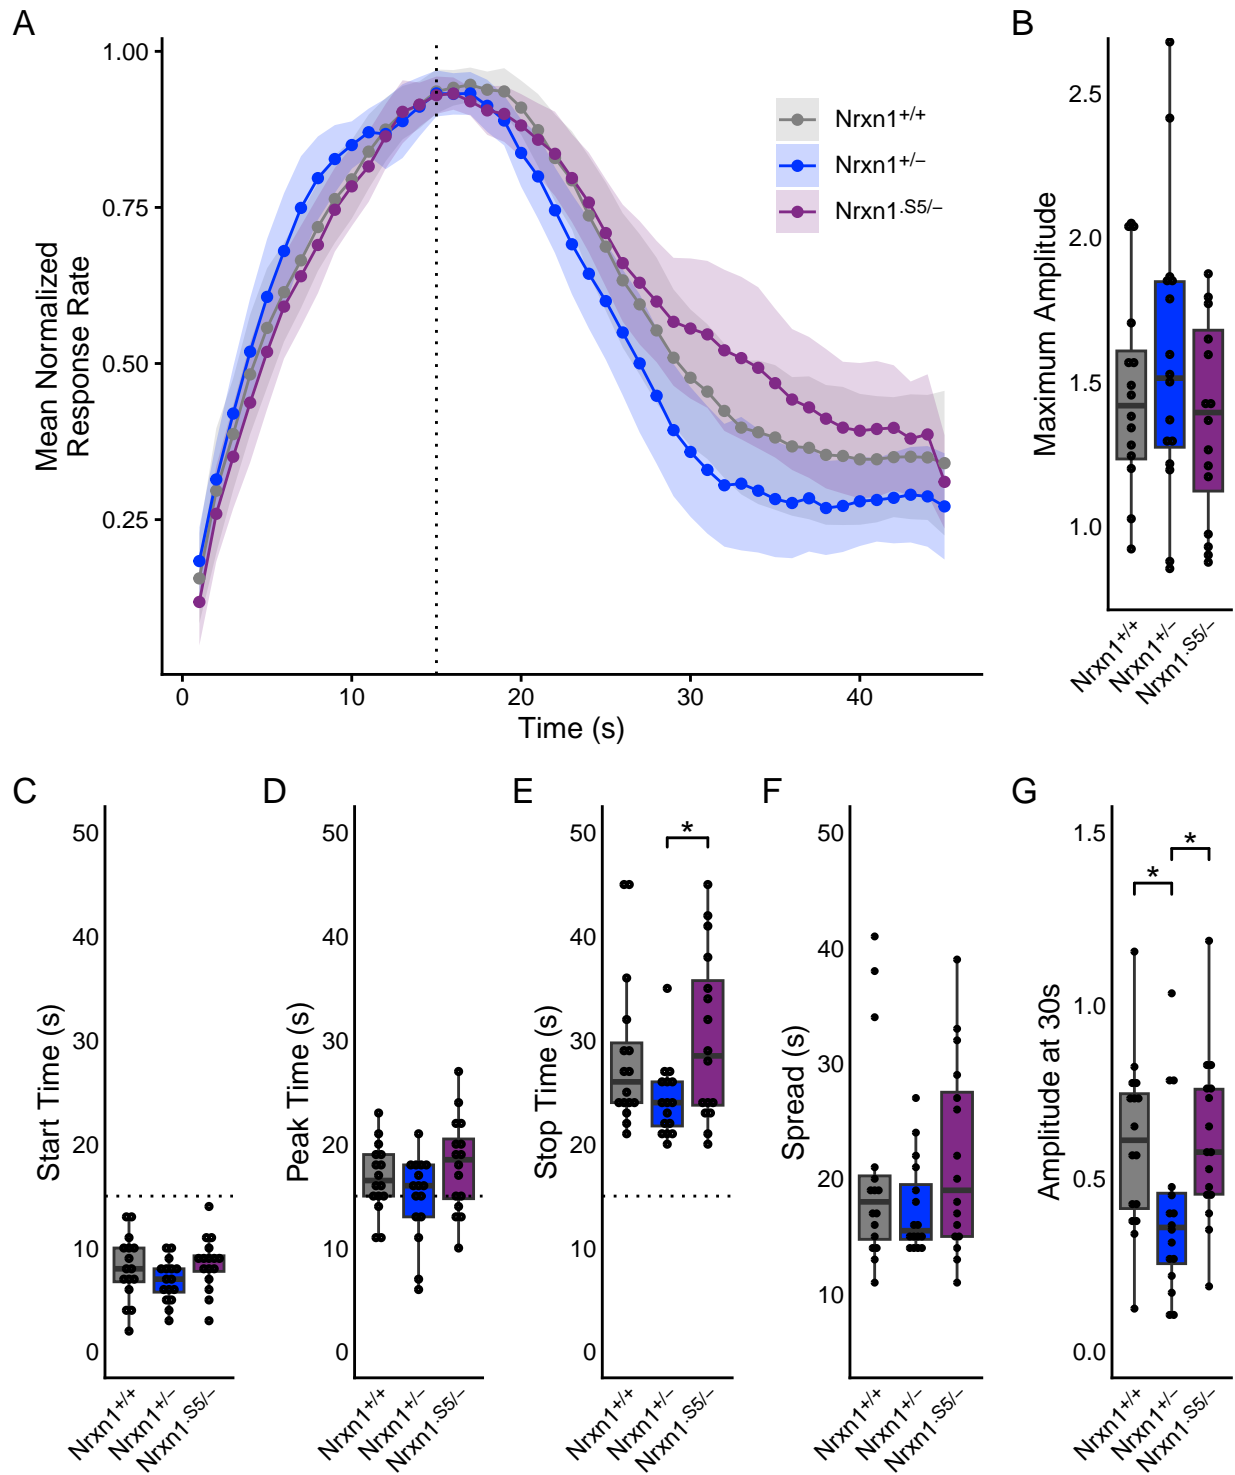 A
Mean Normalized
Response Rate
1.00
0.75
0.50
0.25
0
10
20
30
40
Time (s)
Nrxn1+/+
Nrxn1+/−
Nrxn1.S5/−
B
Maximum Amplitude
2.5
2.0
1.5
1.0
Nrxn1+/+
Nrxn1+/−
Nrxn1.S5/−
C
Start Time (s)
50
40
30
20
10
0
Nrxn1+/+
Nrxn1+/−
Nrxn1.S5/−
D
Peak Time (s)
50
40
30
20
10
0
Nrxn1+/+
Nrxn1+/−
Nrxn1.S5/−
E
Stop Time (s)
50
40
30
20
10
0
*
Nrxn1+/+
Nrxn1+/−
Nrxn1.S5/−
F
Spread (s)
50
40
30
20
10
Nrxn1+/+
Nrxn1+/−
Nrxn1.S5/−
G
Amplitude at 30s
1.5
1.0
0.5
0.0
*
*
Nrxn1+/+
Nrxn1+/−
Nrxn1.S5/−